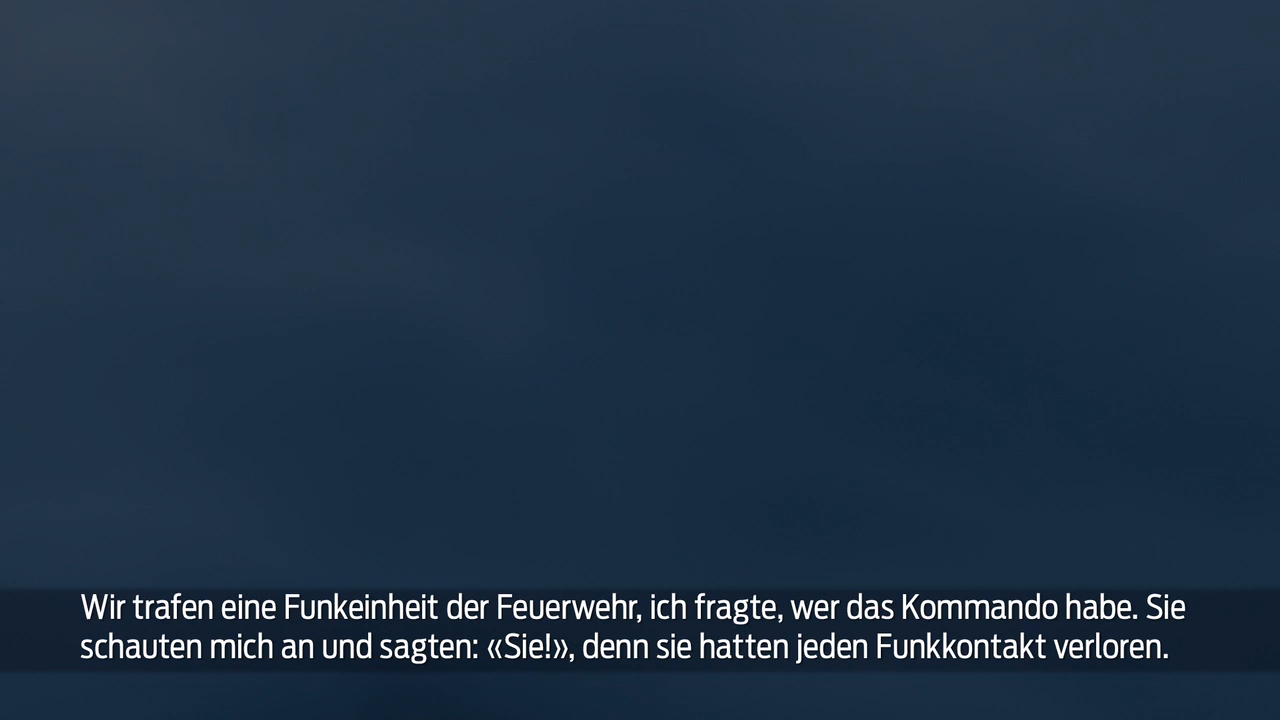 Wir trafen eine Funkeinheit der Feuerwehr, ich fragte, wer das Kommando habe. Sie
schauten mich an und sagten: «Sie!», denn sie hatten jeden Funkkontakt verloren.